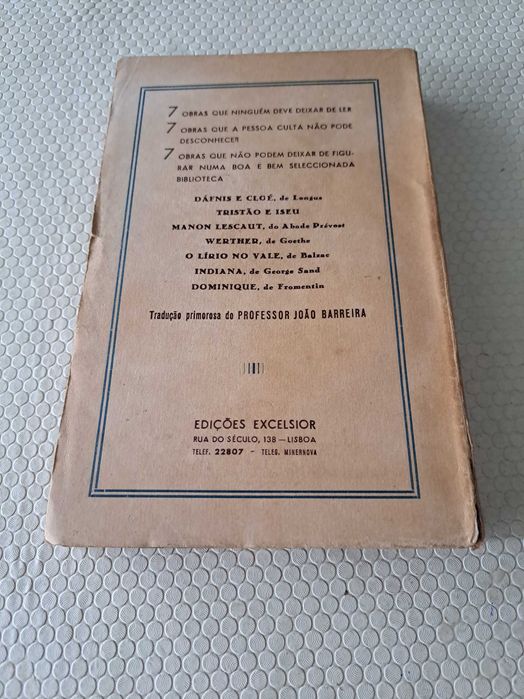 7 OBRAS QUE NINGUÉM DEVE DEIXAR DE LER
7 OBRAS QUE A PESSOA CULTA NÃO PODE
DESCONHECER
7 OBRAS QUE NÃO PODEM DEIXAR DE FIGU-
RAR NUMA BOA E BEM SELECCIONADA
BIBLIOTECA
DÁFNIS E CLOÉ, de Longus
TRISTÃO E ISEU
MANON LESCAUT, do Abade Prévost
WERTHER, de Goethe
O LÍRIO NO VALE, de Balzac
INDIANA, de George Sand
DOMINIQUE, de Fromentin
Tradução primorosa do PROFESSOR JOÃO BARREIRA
EDIÇÕES EXCELSIOR
RUA DO SÉCULO, 138 — LISBOA
TELEF. 22807 - TELEG. MINERNOVA